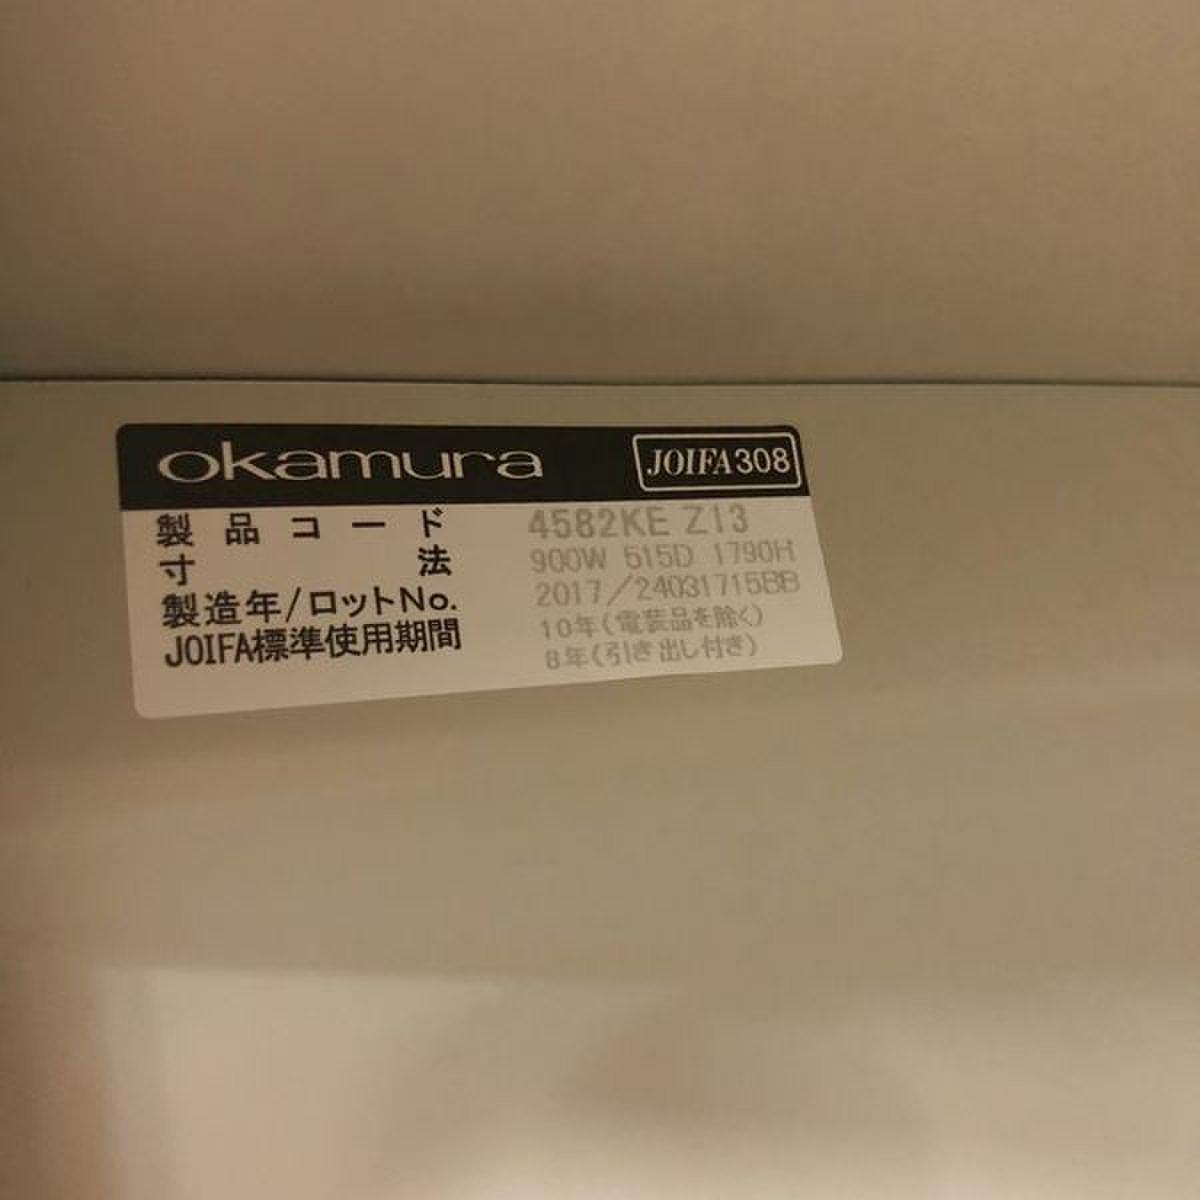 okamura JOIFA308
製品コード 4582KE Z13
寸法 900W 515D 1790H
製造年/ロットNo. 2017/24031715BB
JOIFA標準使用期間 10年(電装品を除く)
8年(引き出し付き)